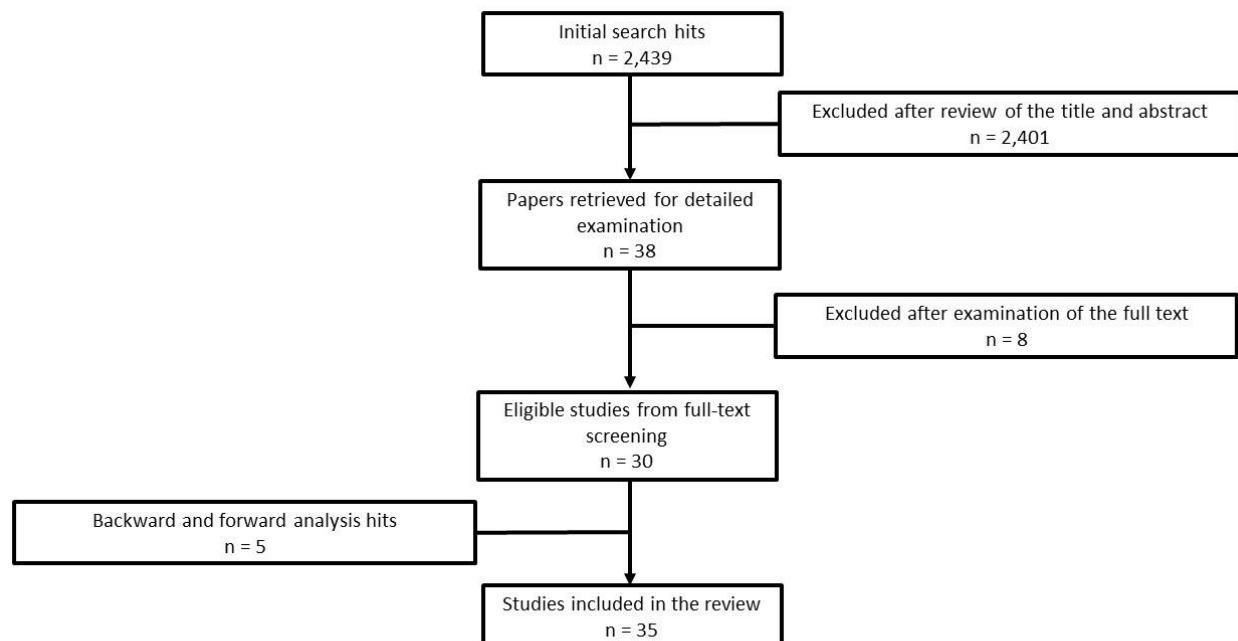 Initial search hits
n = 2,439
Excluded after review of the title and abstract
n = 2,401
Papers retrieved for detailed
examination
n = 38
Excluded after examination of the full text
n = 8
Eligible studies from full-text
screening
n = 30
Backward and forward analysis hits
n = 5
Studies included in the review
n = 35